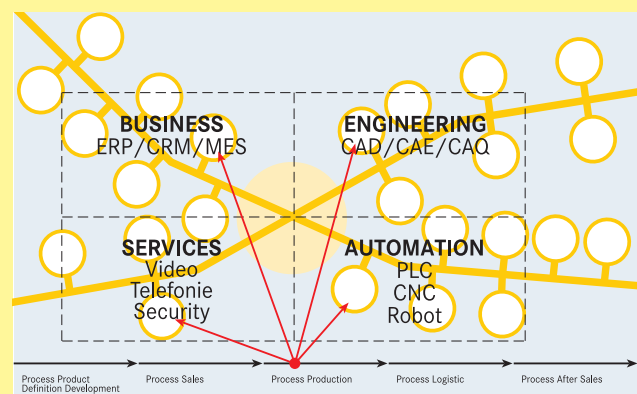 BUSINESS
ERP/CRM/MES
ENGINEERING
CAD/CAE/CAQ
SERVICES
Video
Telefonie
Security
AUTOMATION
PLC
CNC
Robot
Process Product
Definition Development
Process Sales
Process Production
Process Logistic
Process After Sales